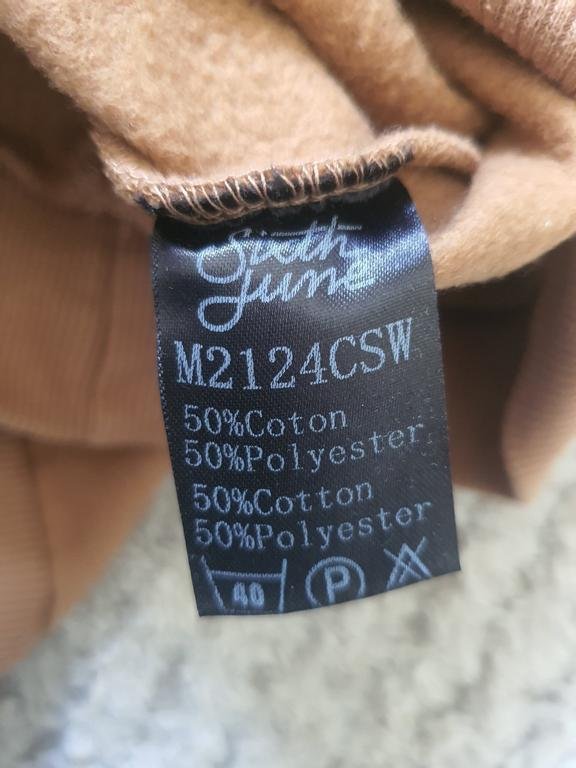 Sixth
June
M2124CSW
50%Coton
50%Polyester
50%Cotton
50%Polyester
40 P